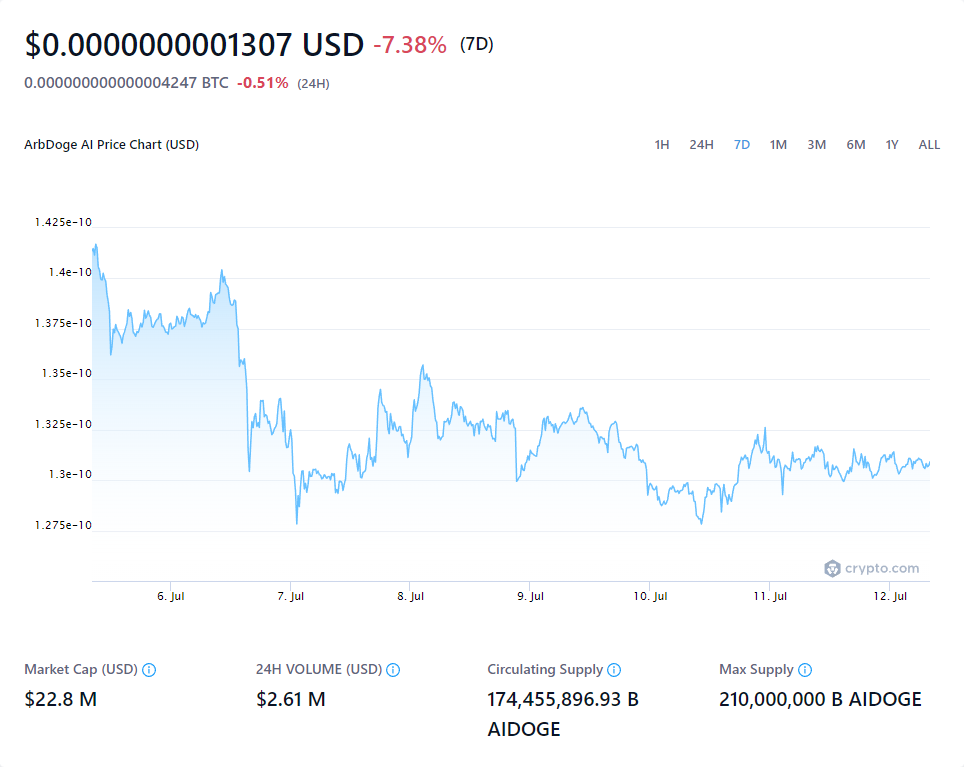 $0.0000000001307 USD -7.38% (7D)
0.000000000000004247 BTC -0.51% (24H)
ArbDoge AI Price Chart (USD)
1H 24H 7D 1M 3M 6M 1Y ALL
1.425e-10
1.4e-10
1.375e-10
1.35e-10
1.325e-10
1.3e-10
1.275e-10
crypto.com
6. Jul 7. Jul 8. Jul 9. Jul 10. Jul 11. Jul 12. Jul
Market Cap (USD) 24H VOLUME (USD) Circulating Supply Max Supply
$22.8 M $2.61 M 174,455,896.93 B 210,000,000 B AIDOGE
AIDOGE